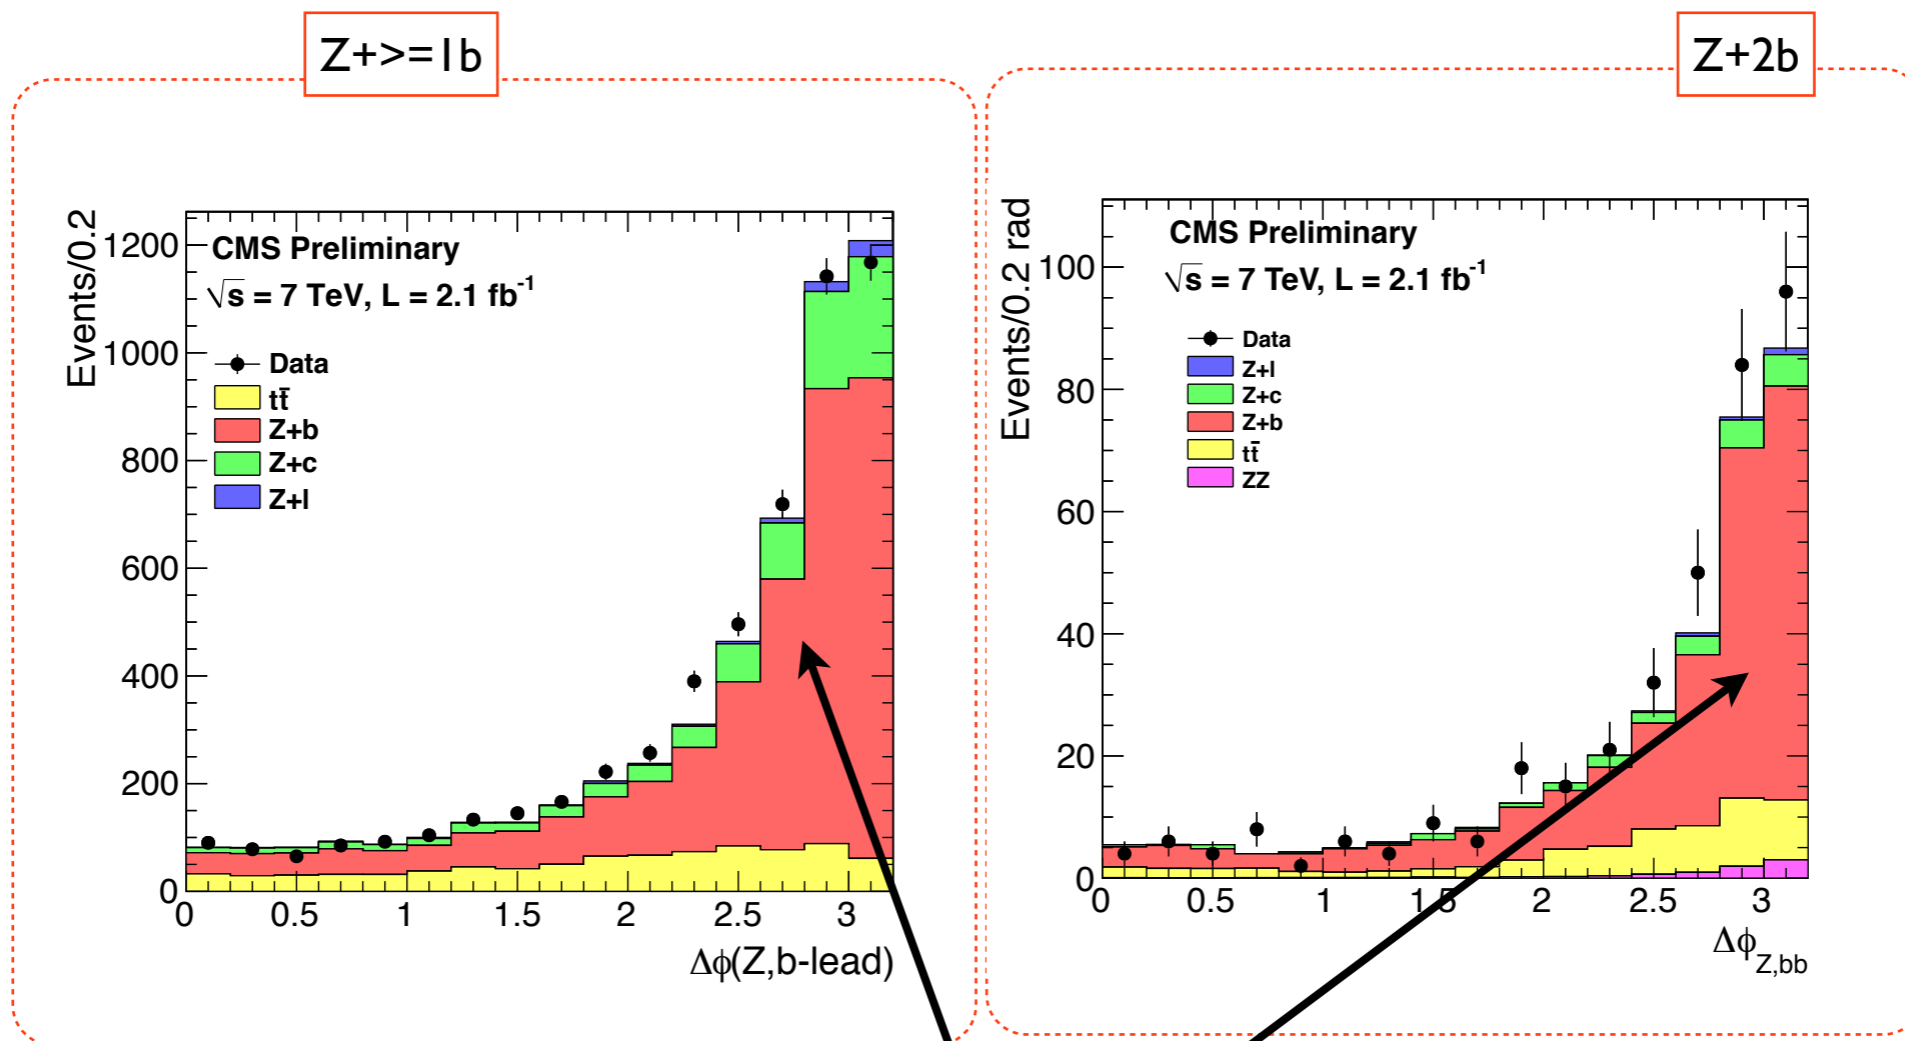 Z+>=1b
Z+2b
CMS Preliminary
√s = 7 TeV, L = 2.1 fb⁻¹
Data
tt̄
Z+b
Z+c
Z+l
Events/0.2
1200
1000
800
600
400
200
0
0 0.5 1 1.5 2 2.5 3
Δϕ(Z,b-lead)
CMS Preliminary
√s = 7 TeV, L = 2.1 fb⁻¹
Data
Z+l
Z+c
Z+b
tt̄
ZZ
Events/0.2 rad
100
80
60
40
20
0
0 0.5 1 1.5 2 2.5 3
Δϕ Z,bb